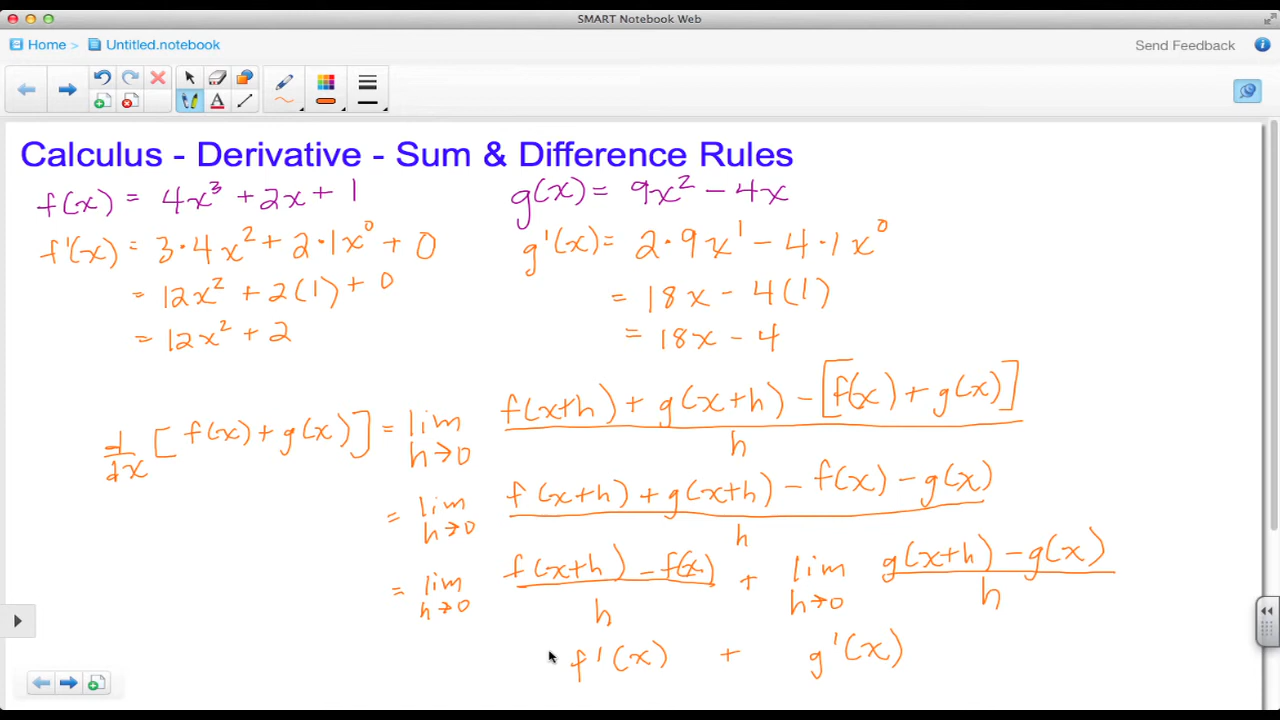 SMART Notebook Web
Home > Untitled.notebook Send Feedback
Calculus - Derivative - Sum & Difference Rules
f(x) = 4x³ + 2x + 1
g(x) = 9x² - 4x
f'(x) = 3·4x² + 2·1x⁰ + 0
= 12x² + 2(1) + 0
= 12x² + 2
g'(x) = 2·9x¹ - 4·1x⁰
= 18x - 4(1)
= 18x - 4
d/dx [f(x) + g(x)] = lim h→0 f(x+h) + g(x+h) - [f(x) + g(x)] / h
= lim h→0 f(x+h) + g(x+h) - f(x) - g(x) / h
= lim h→0 f(x+h) - f(x) / h + lim h→0 g(x+h) - g(x) / h
f'(x) + g'(x)